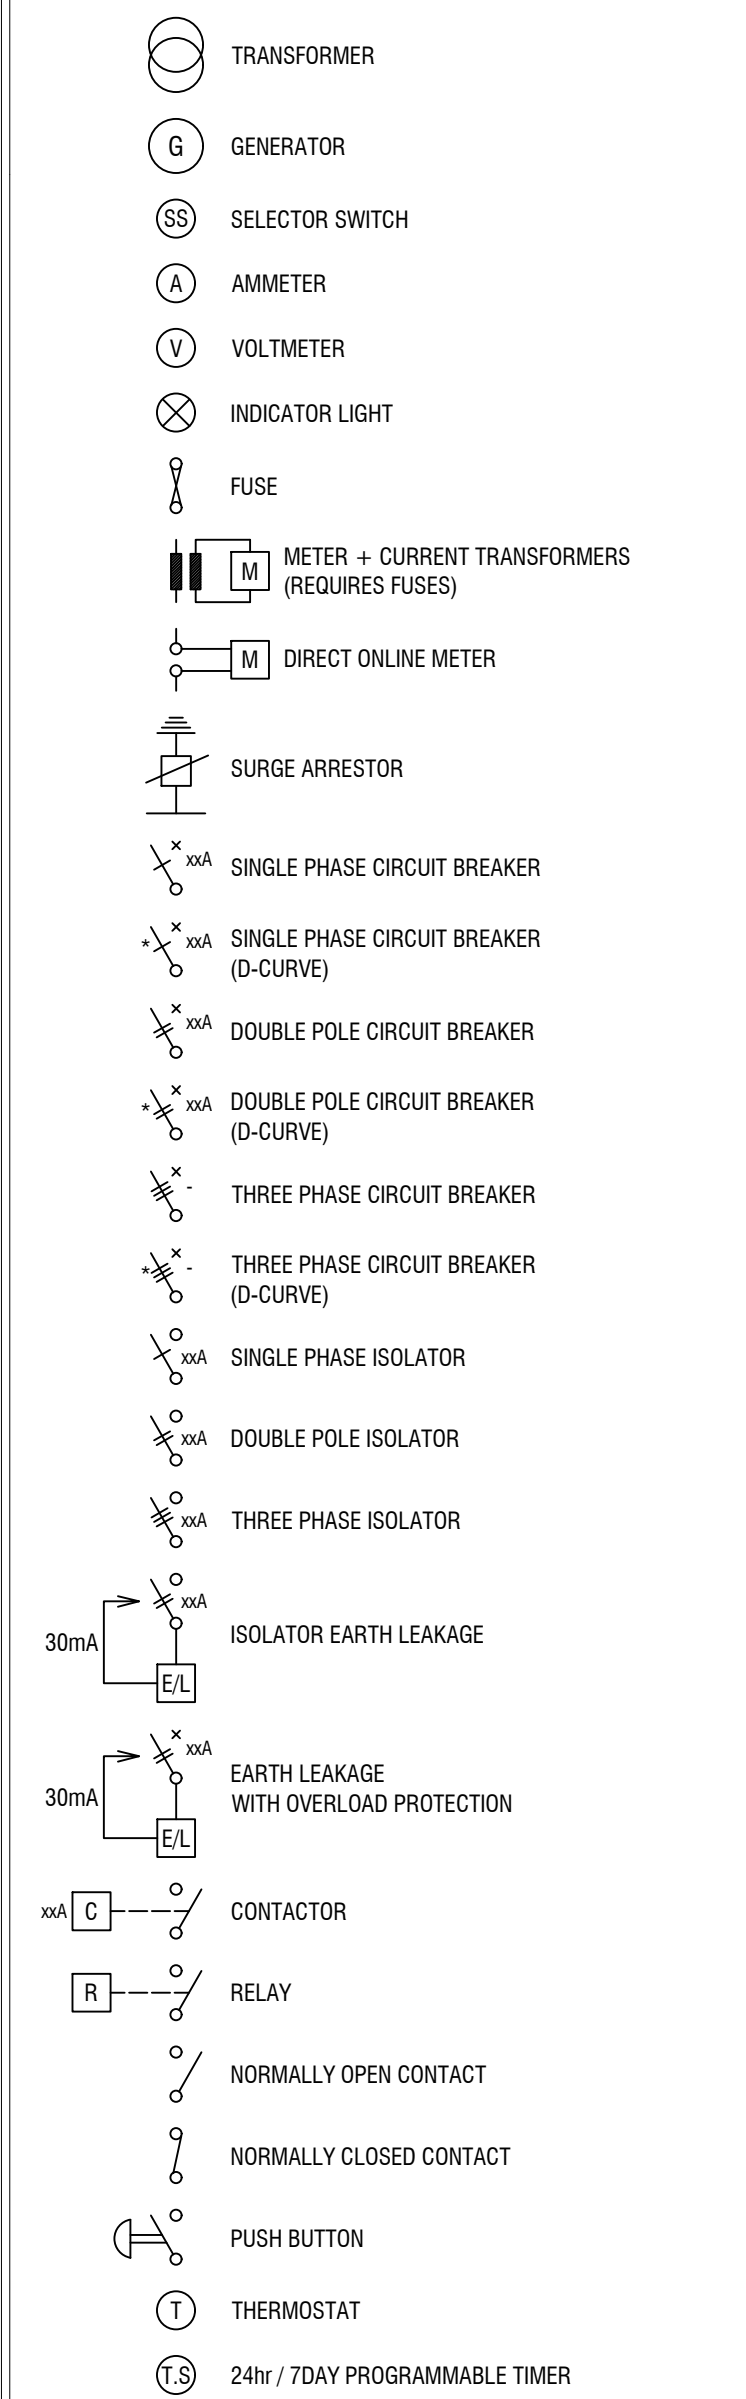 TRANSFORMER
G GENERATOR
SS SELECTOR SWITCH
A AMMETER
V VOLTMETER
INDICATOR LIGHT
FUSE
M METER + CURRENT TRANSFORMERS
(REQUIRES FUSES)
M DIRECT ONLINE METER
SURGE ARRESTOR
xxA SINGLE PHASE CIRCUIT BREAKER
* xxA SINGLE PHASE CIRCUIT BREAKER
(D-CURVE)
xxA DOUBLE POLE CIRCUIT BREAKER
* xxA DOUBLE POLE CIRCUIT BREAKER
(D-CURVE)
- THREE PHASE CIRCUIT BREAKER
* - THREE PHASE CIRCUIT BREAKER
(D-CURVE)
xxA SINGLE PHASE ISOLATOR
xxA DOUBLE POLE ISOLATOR
xxA THREE PHASE ISOLATOR
xxA
30mA ISOLATOR EARTH LEAKAGE
E/L
xxA
EARTH LEAKAGE
30mA WITH OVERLOAD PROTECTION
E/L
xxA C CONTACTOR
R RELAY
NORMALLY OPEN CONTACT
NORMALLY CLOSED CONTACT
PUSH BUTTON
T THERMOSTAT
T.S 24hr / 7DAY PROGRAMMABLE TIMER